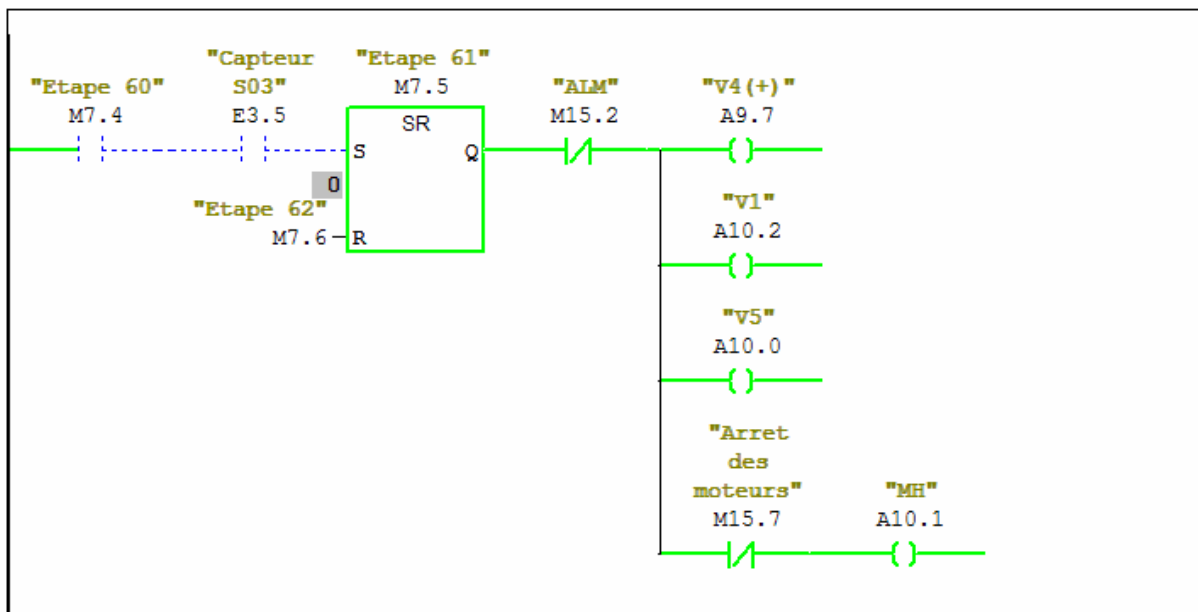 "Etape 60"
M7.4
"Capteur
S03"
E3.5
"Etape 61"
M7.5
SR
S
Q
0
"Etape 62"
M7.6
R
"ALM"
M15.2
"V4(+)"
A9.7
"V1"
A10.2
"V5"
A10.0
"Arret
des
moteurs"
M15.7
"MH"
A10.1